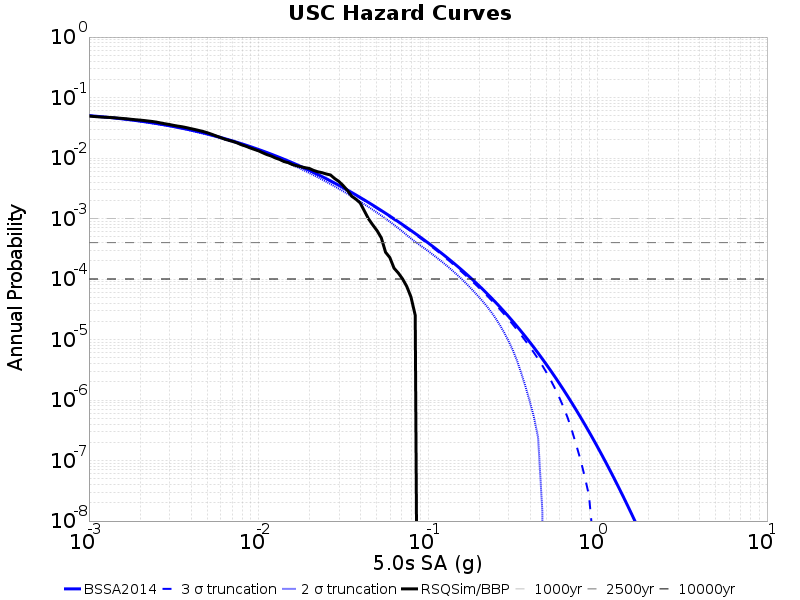 USC Hazard Curves
Annual Probability
10^0
10^-1
10^-2
10^-3
10^-4
10^-5
10^-6
10^-7
10^-8
10^-3 10^-2 10^-1 10^0 10^1
5.0s SA (g)
BSSA2014 3 σ truncation 2 σ truncation RSQSim/BBP 1000yr 2500yr 10000yr